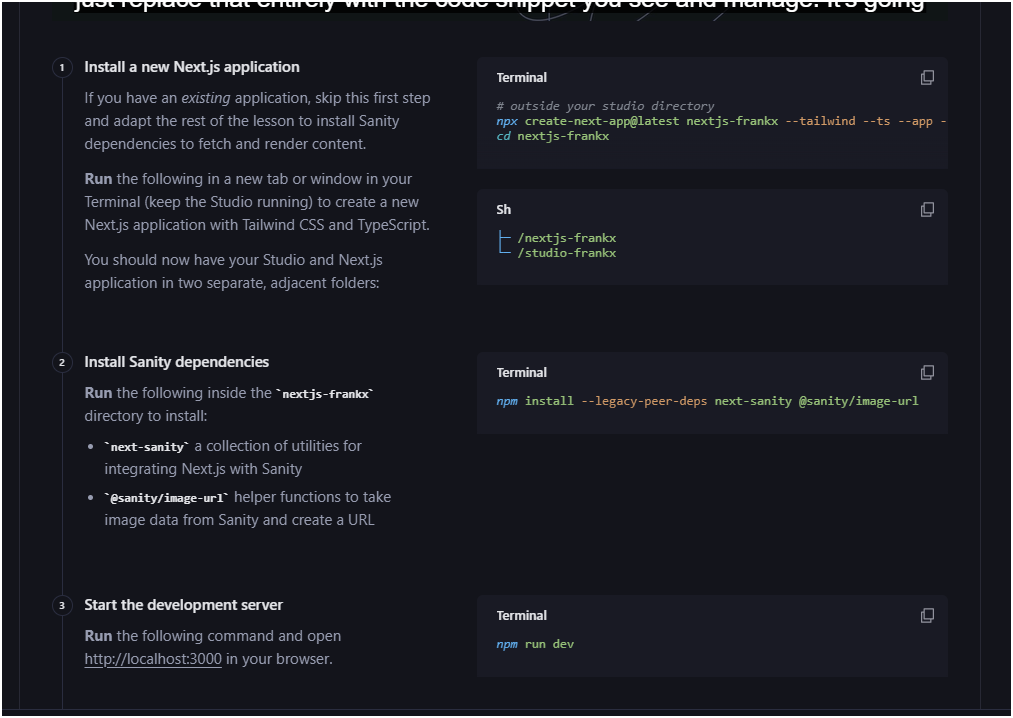 just replace that entirely with the code snippet you see and manage. It's going
1 Install a new Next.js application
If you have an existing application, skip this first step
and adapt the rest of the lesson to install Sanity
dependencies to fetch and render content.
Run the following in a new tab or window in your
Terminal (keep the Studio running) to create a new
Next.js application with Tailwind CSS and TypeScript.
You should now have your Studio and Next.js
application in two separate, adjacent folders:
Terminal
# outside your studio directory
npx create-next-app@latest nextjs-frankx --tailwind --ts --app -
cd nextjs-frankx
Sh
├─ /nextjs-frankx
└─ /studio-frankx
2 Install Sanity dependencies
Run the following inside the `nextjs-frankx`
directory to install:
• `next-sanity` a collection of utilities for
integrating Next.js with Sanity
• `@sanity/image-url` helper functions to take
image data from Sanity and create a URL
Terminal
npm install --legacy-peer-deps next-sanity @sanity/image-url
3 Start the development server
Run the following command and open
http://localhost:3000 in your browser.
Terminal
npm run dev